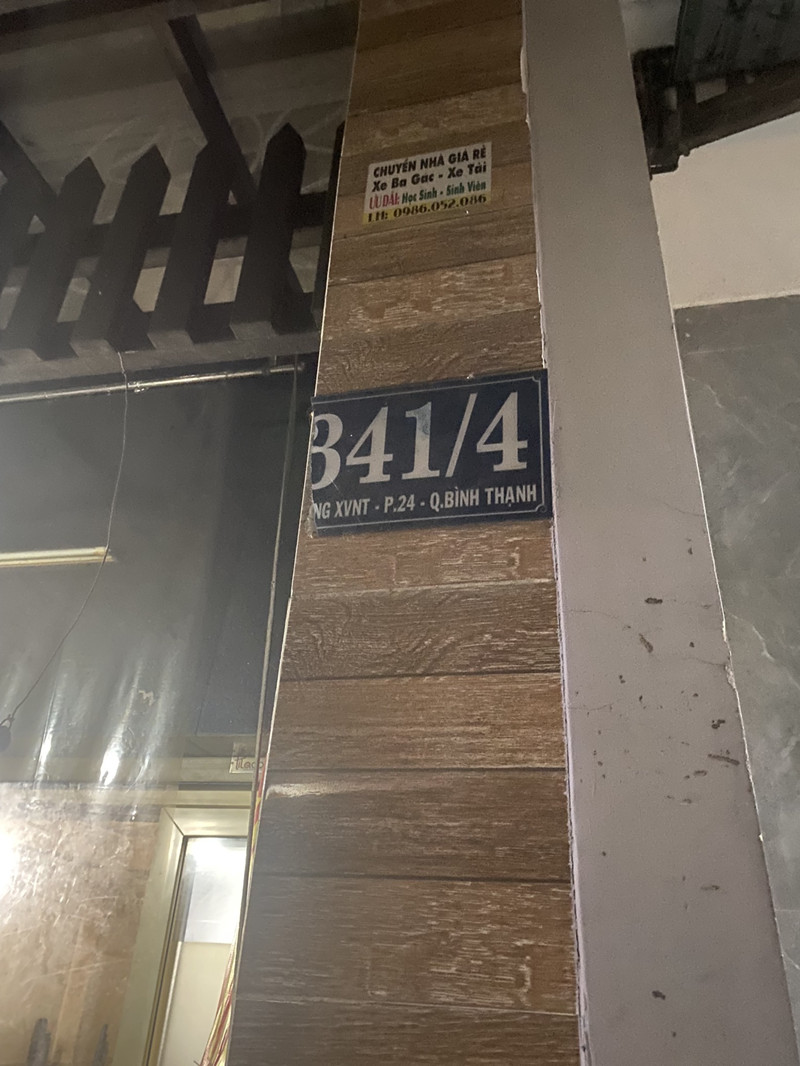 CHUYỂN NHÀ GIÁ RẺ
Xe Ba Gác - Xe Tải
ƯU ĐÃI: Học Sinh - Sinh Viên
LH: 0986.052.086
341/4
NG XVNT - P.24 - Q.BÌNH THẠNH